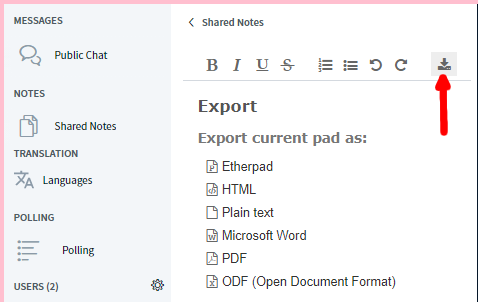 MESSAGES
Public Chat
NOTES
Shared Notes
TRANSLATION
Languages
POLLING
Polling
USERS (2)
Shared Notes
B I U S
Export
Export current pad as:
Etherpad
HTML
Plain text
Microsoft Word
PDF
ODF (Open Document Format)